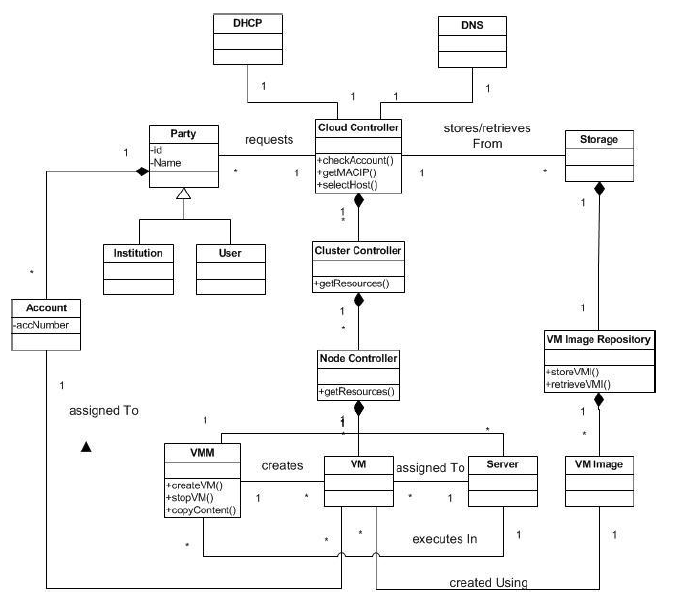 DHCP
DNS
1
1
1
1
Cloud Controller
+checkAccount()
+getMACIP()
+selectHost()
Party
-id
-Name
requests
*
1
stores/retrieves
From
1
*
Storage
1
1
*
1
*
Institution
User
Cluster Controller
+getResources()
1
*
Account
-accNumber
1
VM Image Repository
+storeVMI()
+retrieveVMI()
Node Controller
+getResources()
1
assigned To
1
1
*
*
1
*
VMM
+createVM()
+stopVM()
+copyContent()
creates
1
*
VM
assigned To
*
1
Server
VM Image
*
*
*
executes In
1
1
created Using